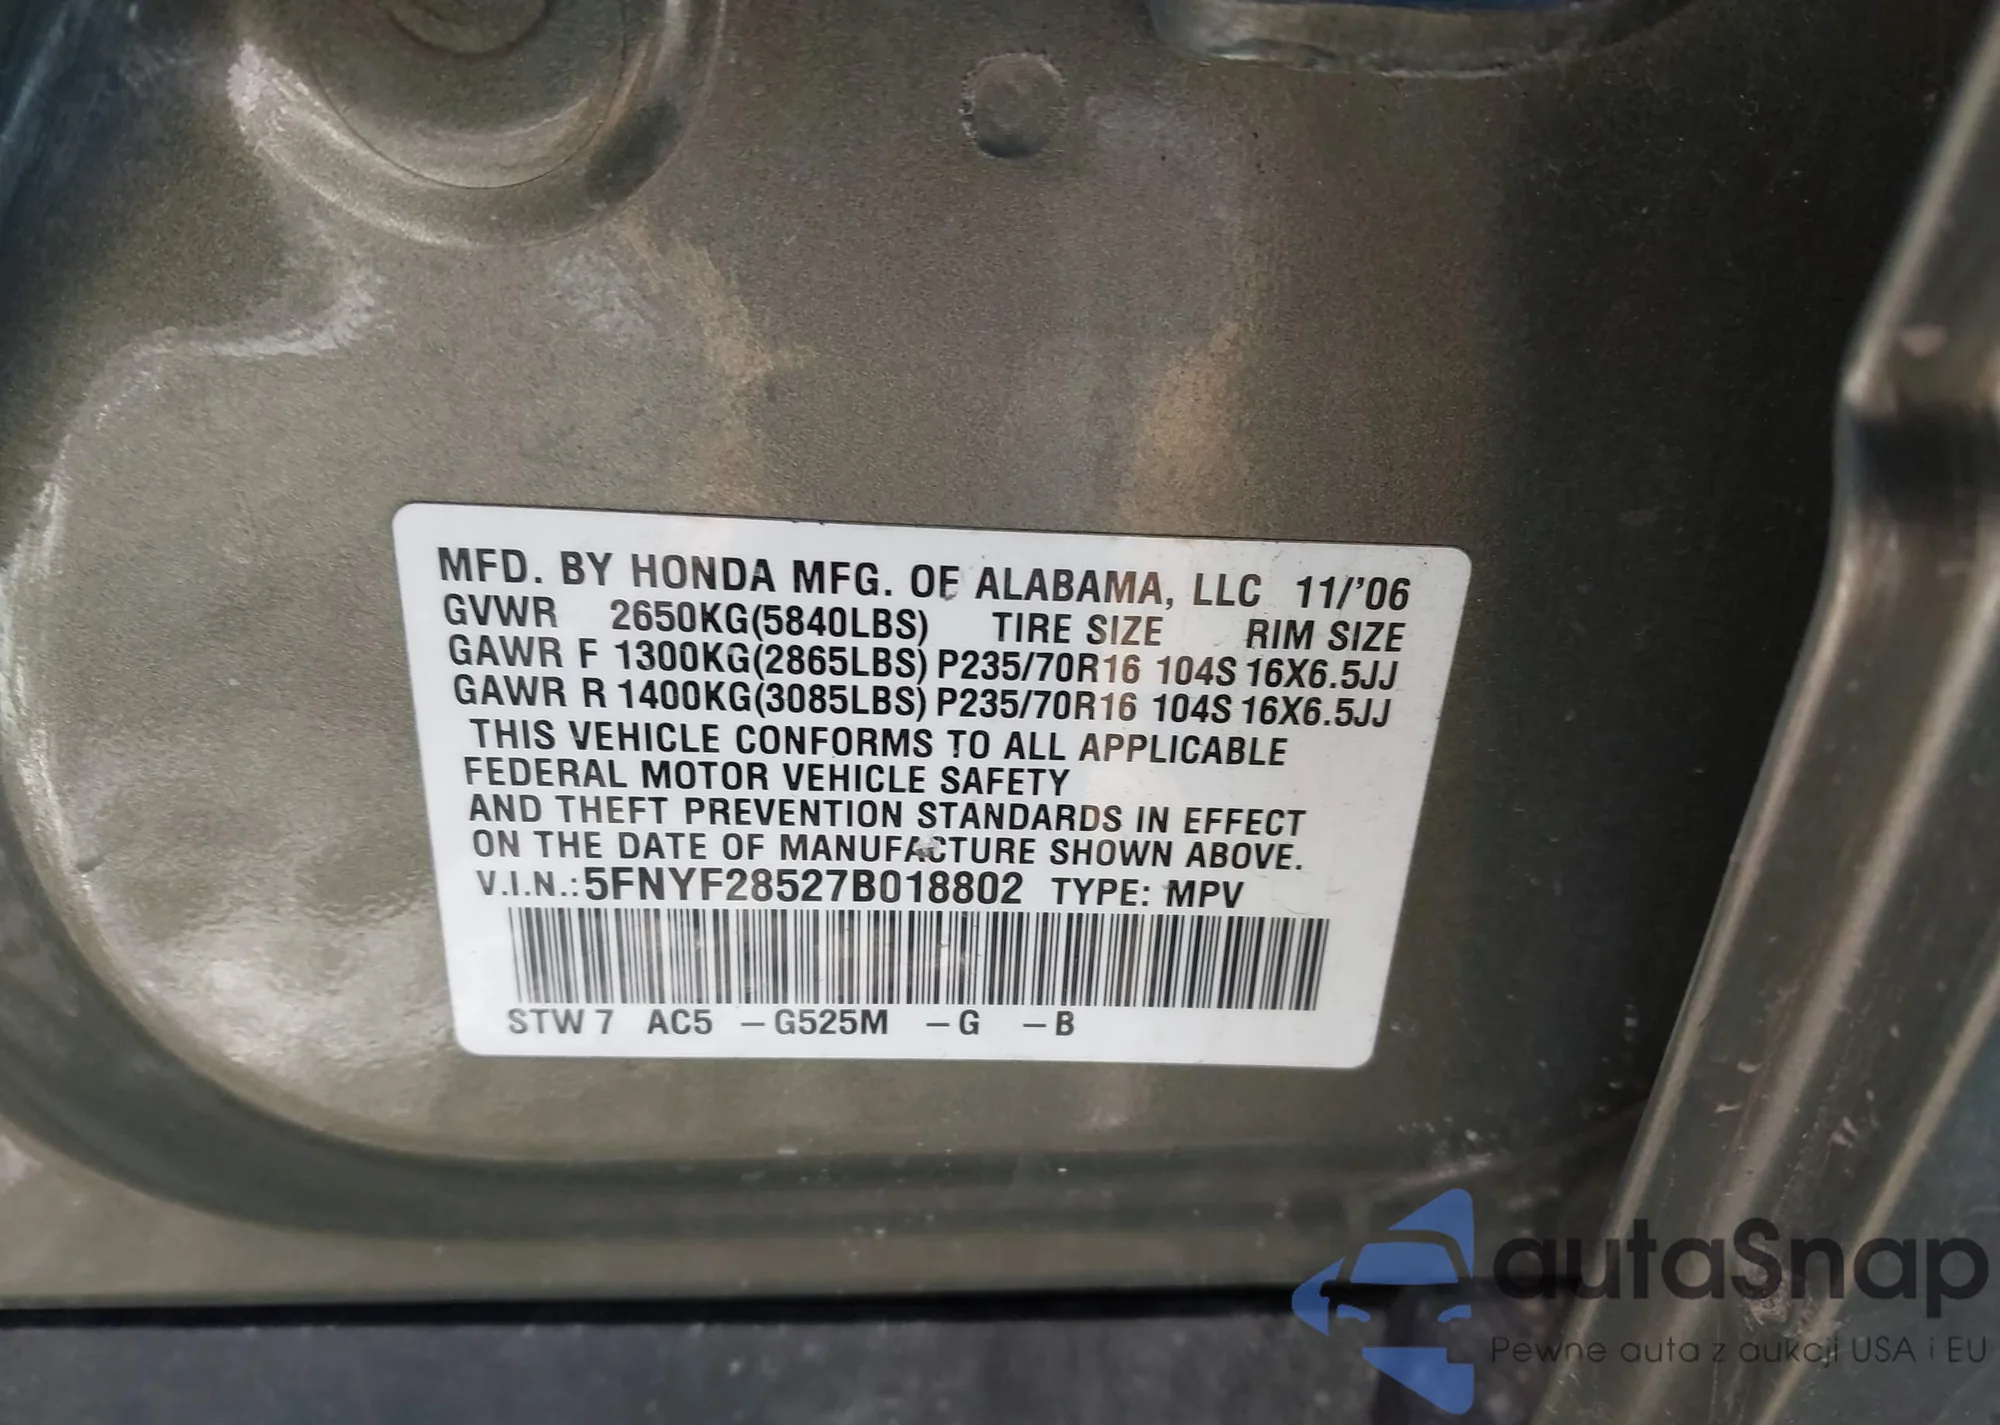 MFD. BY HONDA MFG. OF ALABAMA, LLC 11/'06
GVWR 2650KG(5840LBS) TIRE SIZE RIM SIZE
GAWR F 1300KG(2865LBS) P235/70R16 104S 16X6.5JJ
GAWR R 1400KG(3085LBS) P235/70R16 104S 16X6.5JJ
THIS VEHICLE CONFORMS TO ALL APPLICABLE
FEDERAL MOTOR VEHICLE SAFETY
AND THEFT PREVENTION STANDARDS IN EFFECT
ON THE DATE OF MANUFACTURE SHOWN ABOVE.
V.I.N.: 5FNYF28527B018802 TYPE: MPV
STW 7 AC5 – G525M – G – B
autaSnap
Pewne auta z aukcji USA i EU